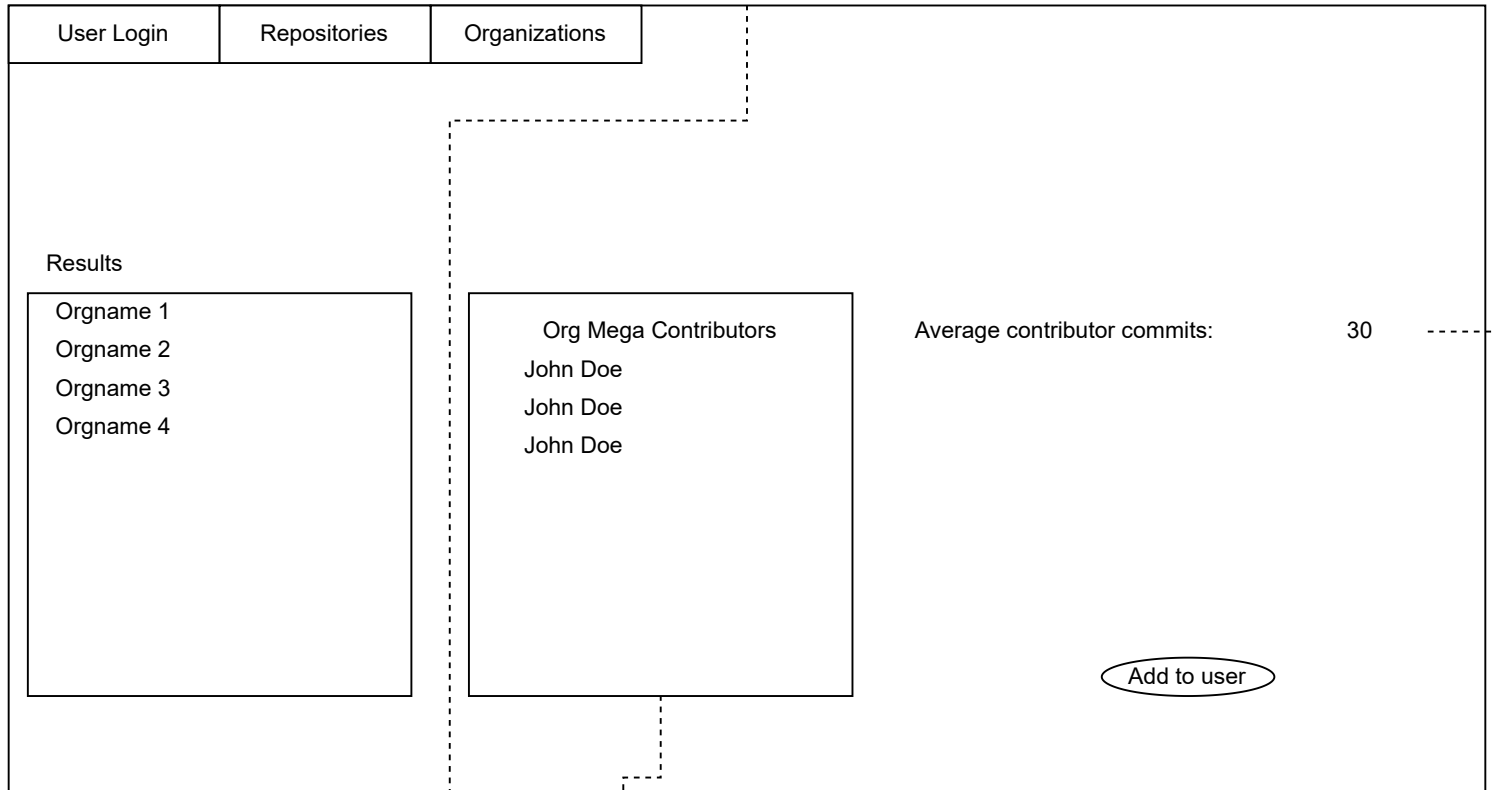 User Login
Repositories
Organizations
Results
Orgname 1
Orgname 2
Orgname 3
Orgname 4
Org Mega Contributors
John Doe
John Doe
John Doe
Average contributor commits: 30
Add to user